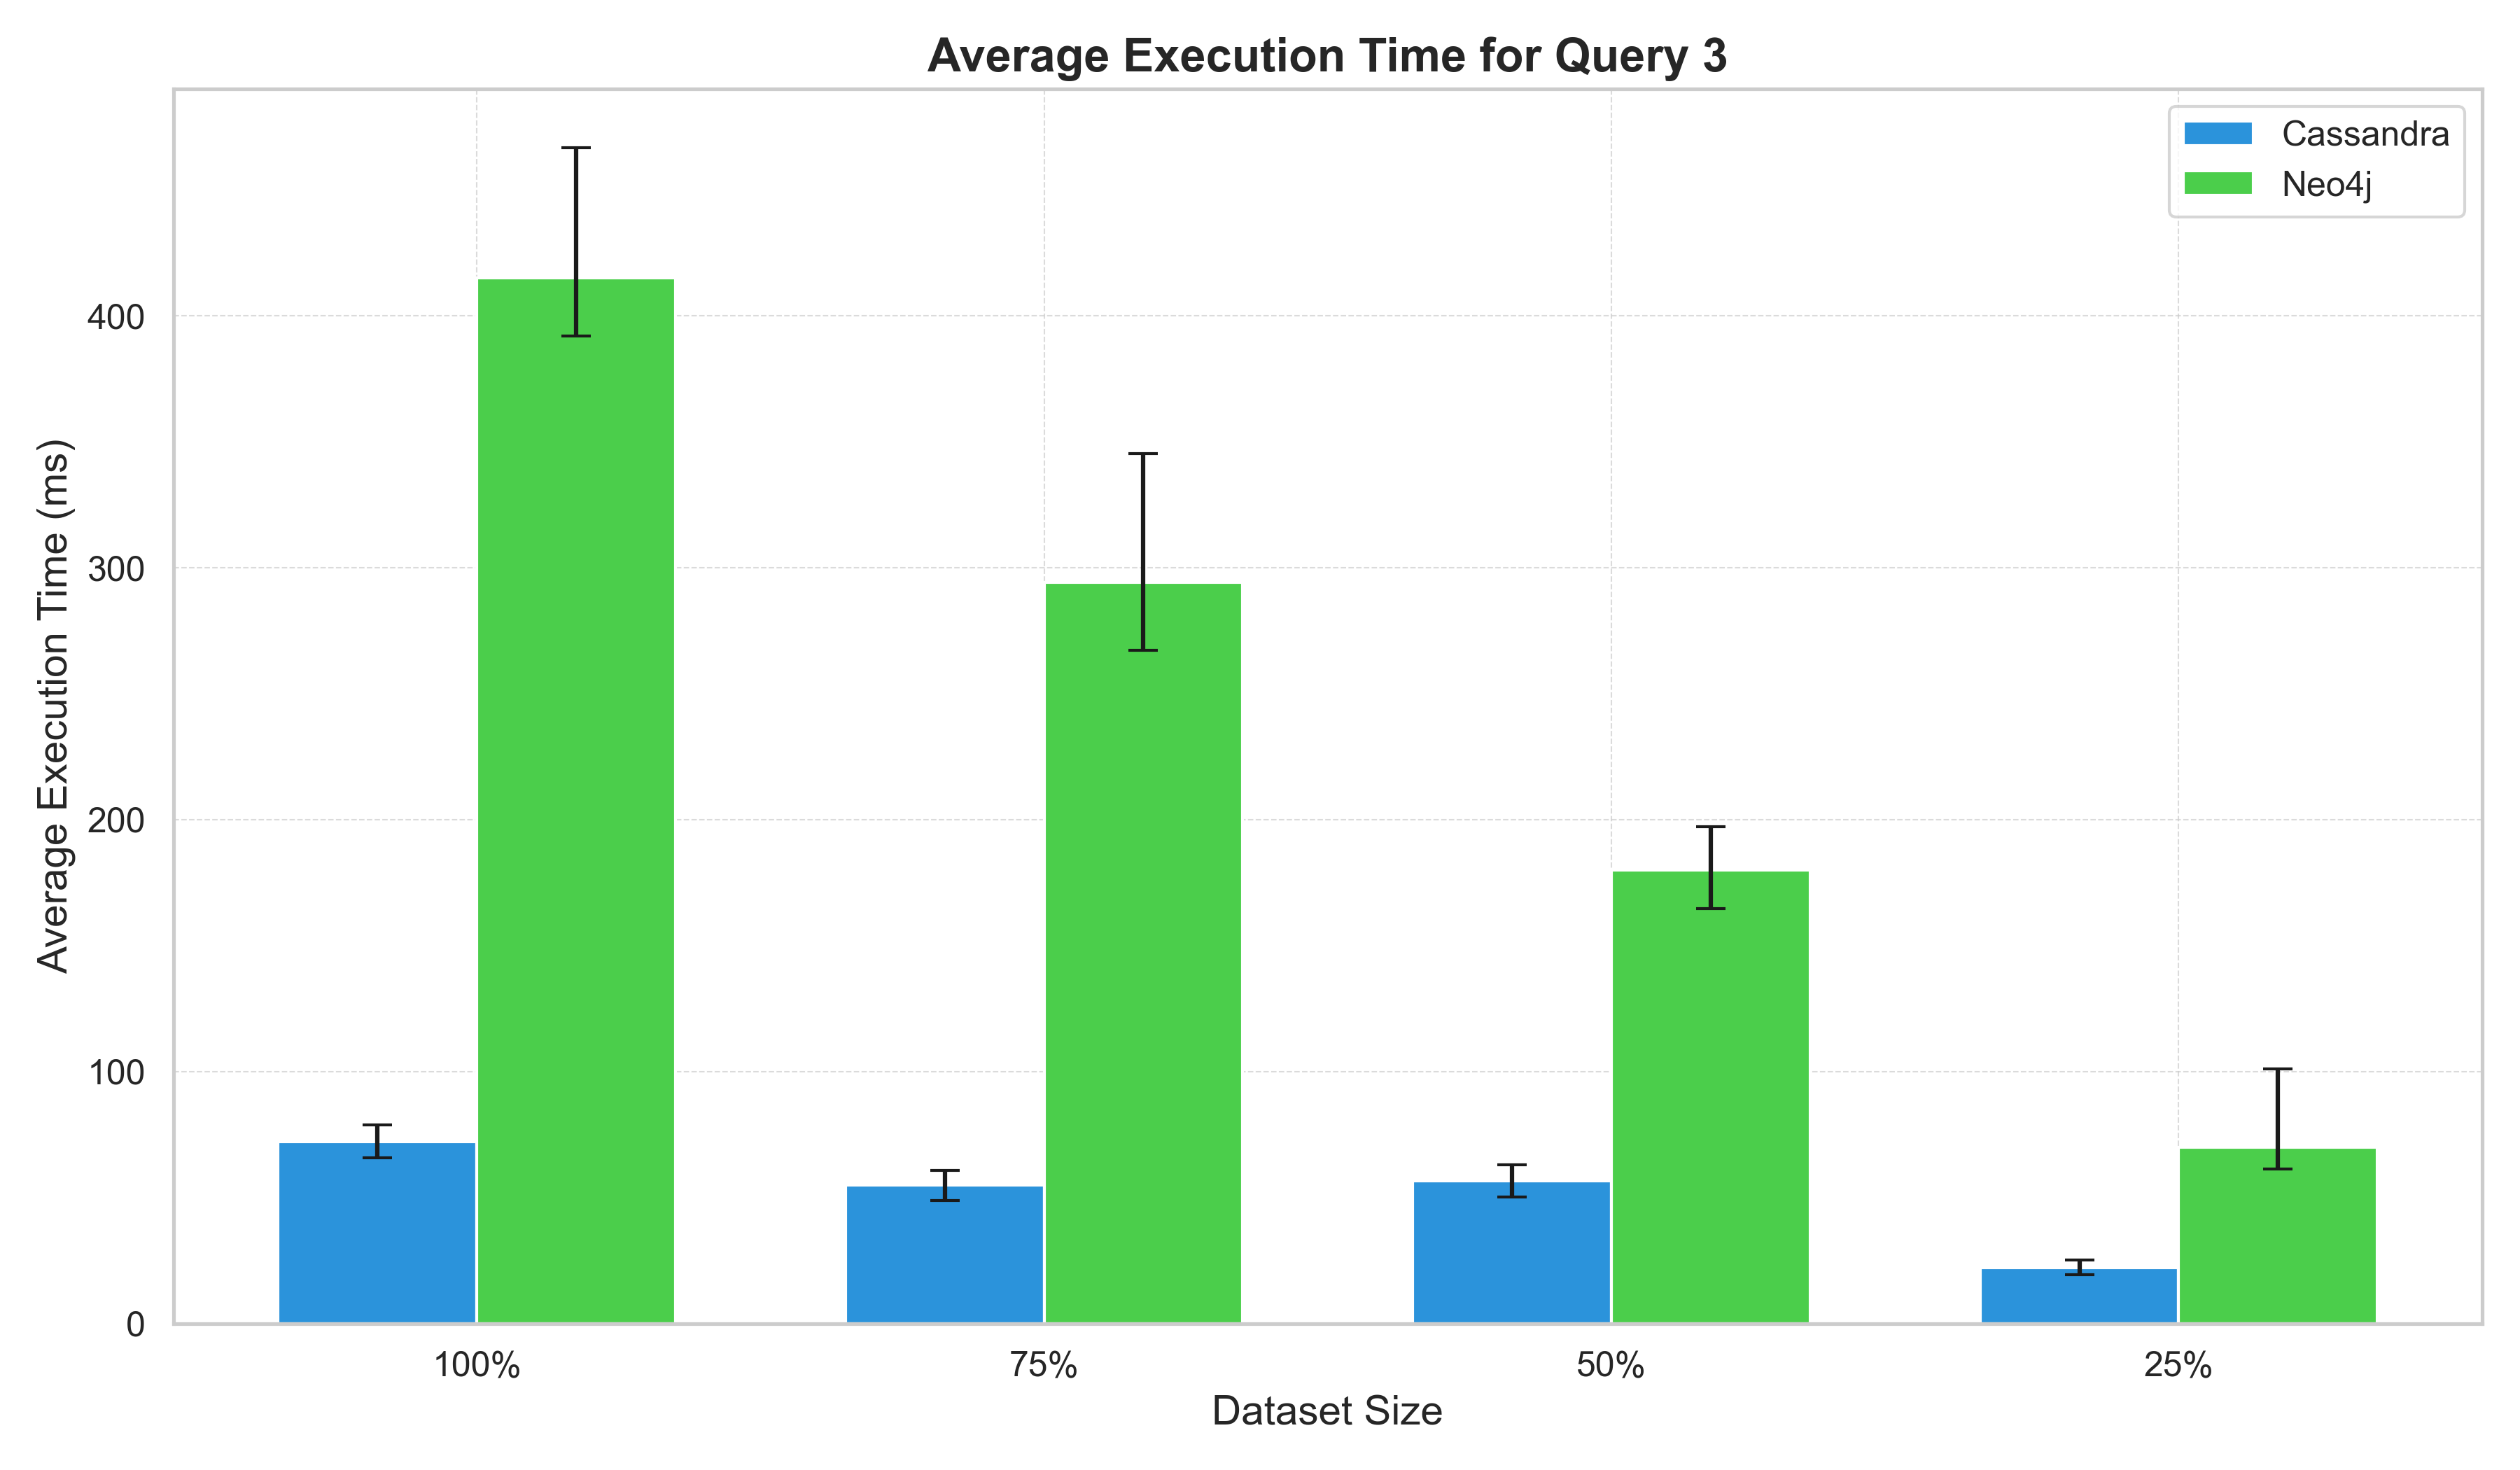 Average Execution Time for Query 3
Cassandra
Neo4j
Average Execution Time (ms)
400
300
200
100
0
100%
75%
50%
25%
Dataset Size